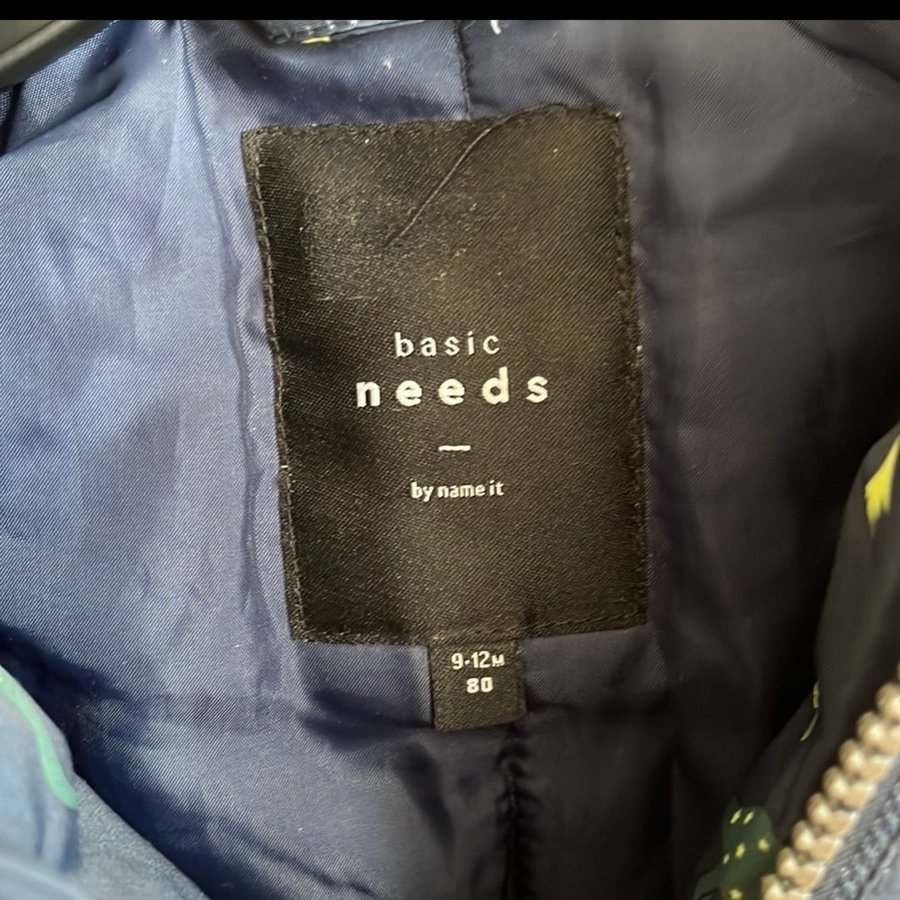 basic
needs
by name it
9-12M
80